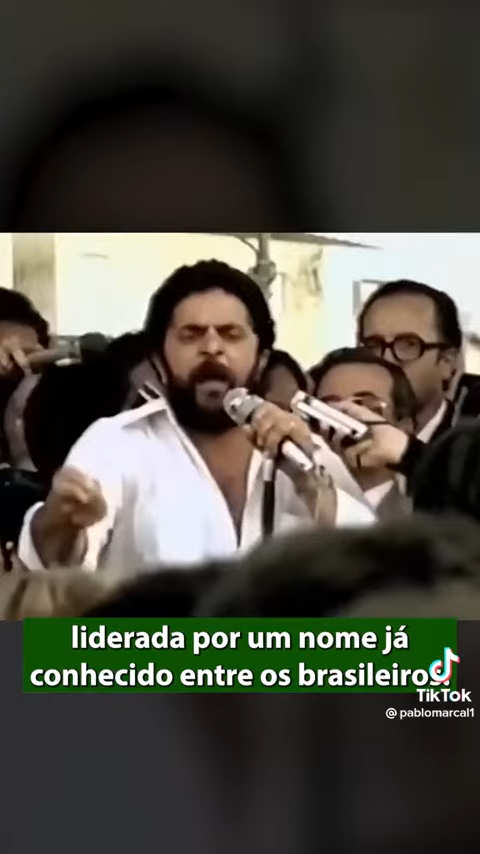 liderada por um nome já
conhecido entre os brasileiros.
TikTok
@pablomarcal1